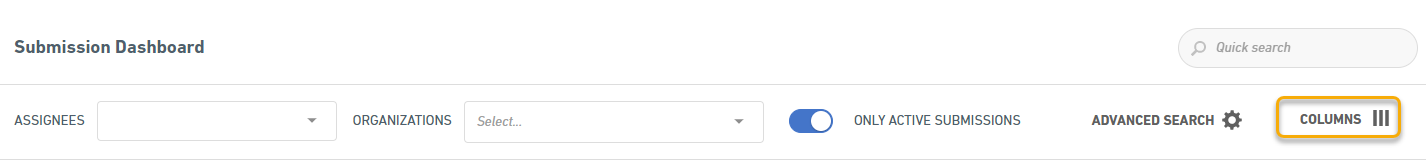 Submission Dashboard
Quick search
ASSIGNEES
ORGANIZATIONS
Select...
ONLY ACTIVE SUBMISSIONS
ADVANCED SEARCH
COLUMNS